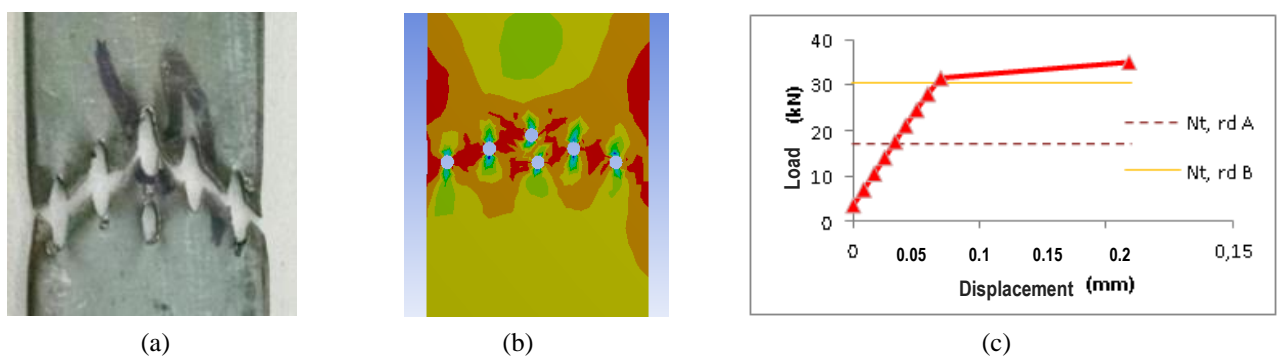 40
30
20
10
0
Load (kN)
0 0.05 0.1 0.15 0.2 0,15
Displacement (mm)
Nt, rd A
Nt, rd B
(a) (b) (c)